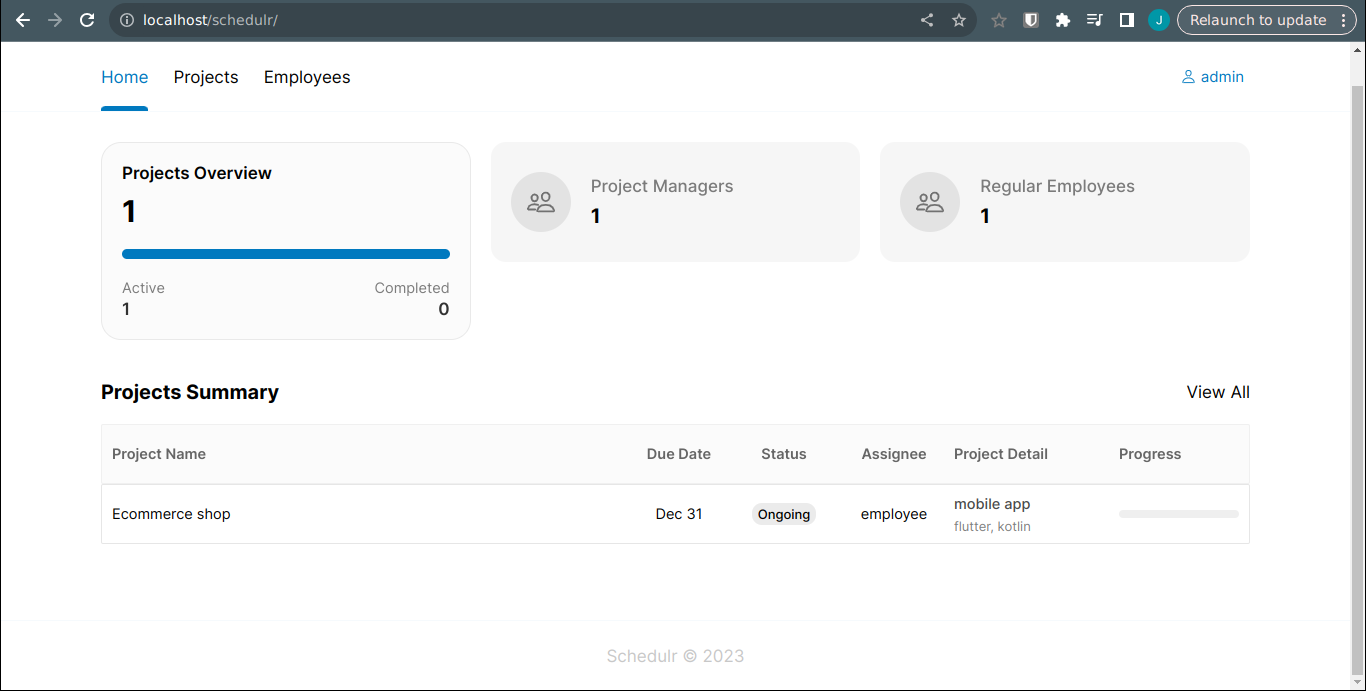 localhost/schedulr/
J
Relaunch to update
Home Projects Employees
admin
Projects Overview
1
Active Completed
1 0
Project Managers
1
Regular Employees
1
Projects Summary
View All
Project Name Due Date Status Assignee Project Detail Progress
Ecommerce shop Dec 31 Ongoing employee mobile app
flutter, kotlin
Schedulr © 2023